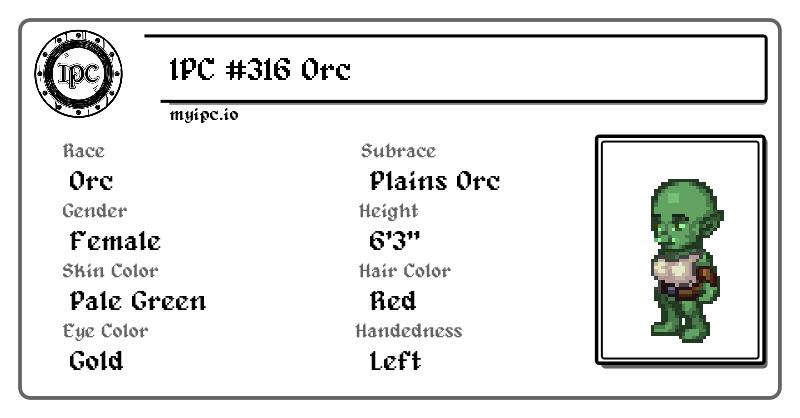 IPC
IPC #316 Orc
myipc.io
Race
Orc
Subrace
Plains Orc
Gender
Female
Height
6'3"
Skin Color
Pale Green
Hair Color
Red
Eye Color
Gold
Handedness
Left